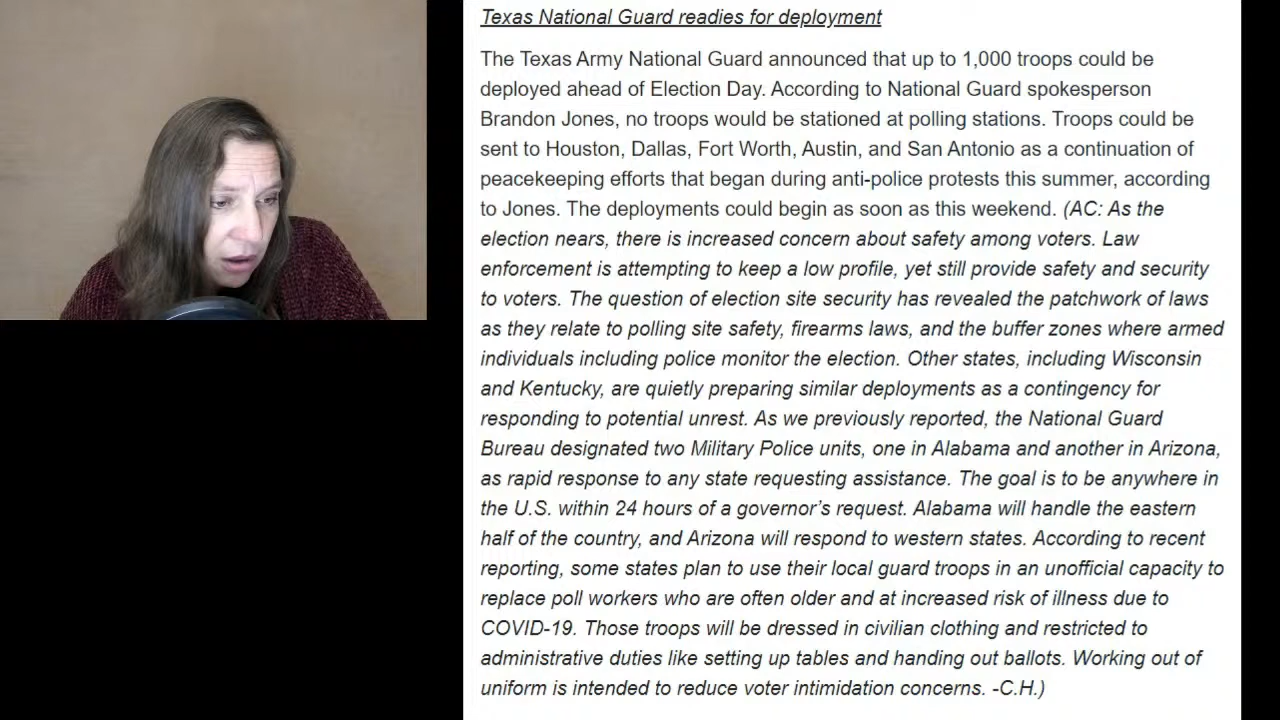 Texas National Guard readies for deployment
The Texas Army National Guard announced that up to 1,000 troops could be
deployed ahead of Election Day. According to National Guard spokesperson
Brandon Jones, no troops would be stationed at polling stations. Troops could be
sent to Houston, Dallas, Fort Worth, Austin, and San Antonio as a continuation of
peacekeeping efforts that began during anti-police protests this summer, according
to Jones. The deployments could begin as soon as this weekend. (AC: As the
election nears, there is increased concern about safety among voters. Law
enforcement is attempting to keep a low profile, yet still provide safety and security
to voters. The question of election site security has revealed the patchwork of laws
as they relate to polling site safety, firearms laws, and the buffer zones where armed
individuals including police monitor the election. Other states, including Wisconsin
and Kentucky, are quietly preparing similar deployments as a contingency for
responding to potential unrest. As we previously reported, the National Guard
Bureau designated two Military Police units, one in Alabama and another in Arizona,
as rapid response to any state requesting assistance. The goal is to be anywhere in
the U.S. within 24 hours of a governor’s request. Alabama will handle the eastern
half of the country, and Arizona will respond to western states. According to recent
reporting, some states plan to use their local guard troops in an unofficial capacity to
replace poll workers who are often older and at increased risk of illness due to
COVID-19. Those troops will be dressed in civilian clothing and restricted to
administrative duties like setting up tables and handing out ballots. Working out of
uniform is intended to reduce voter intimidation concerns. -C.H.)